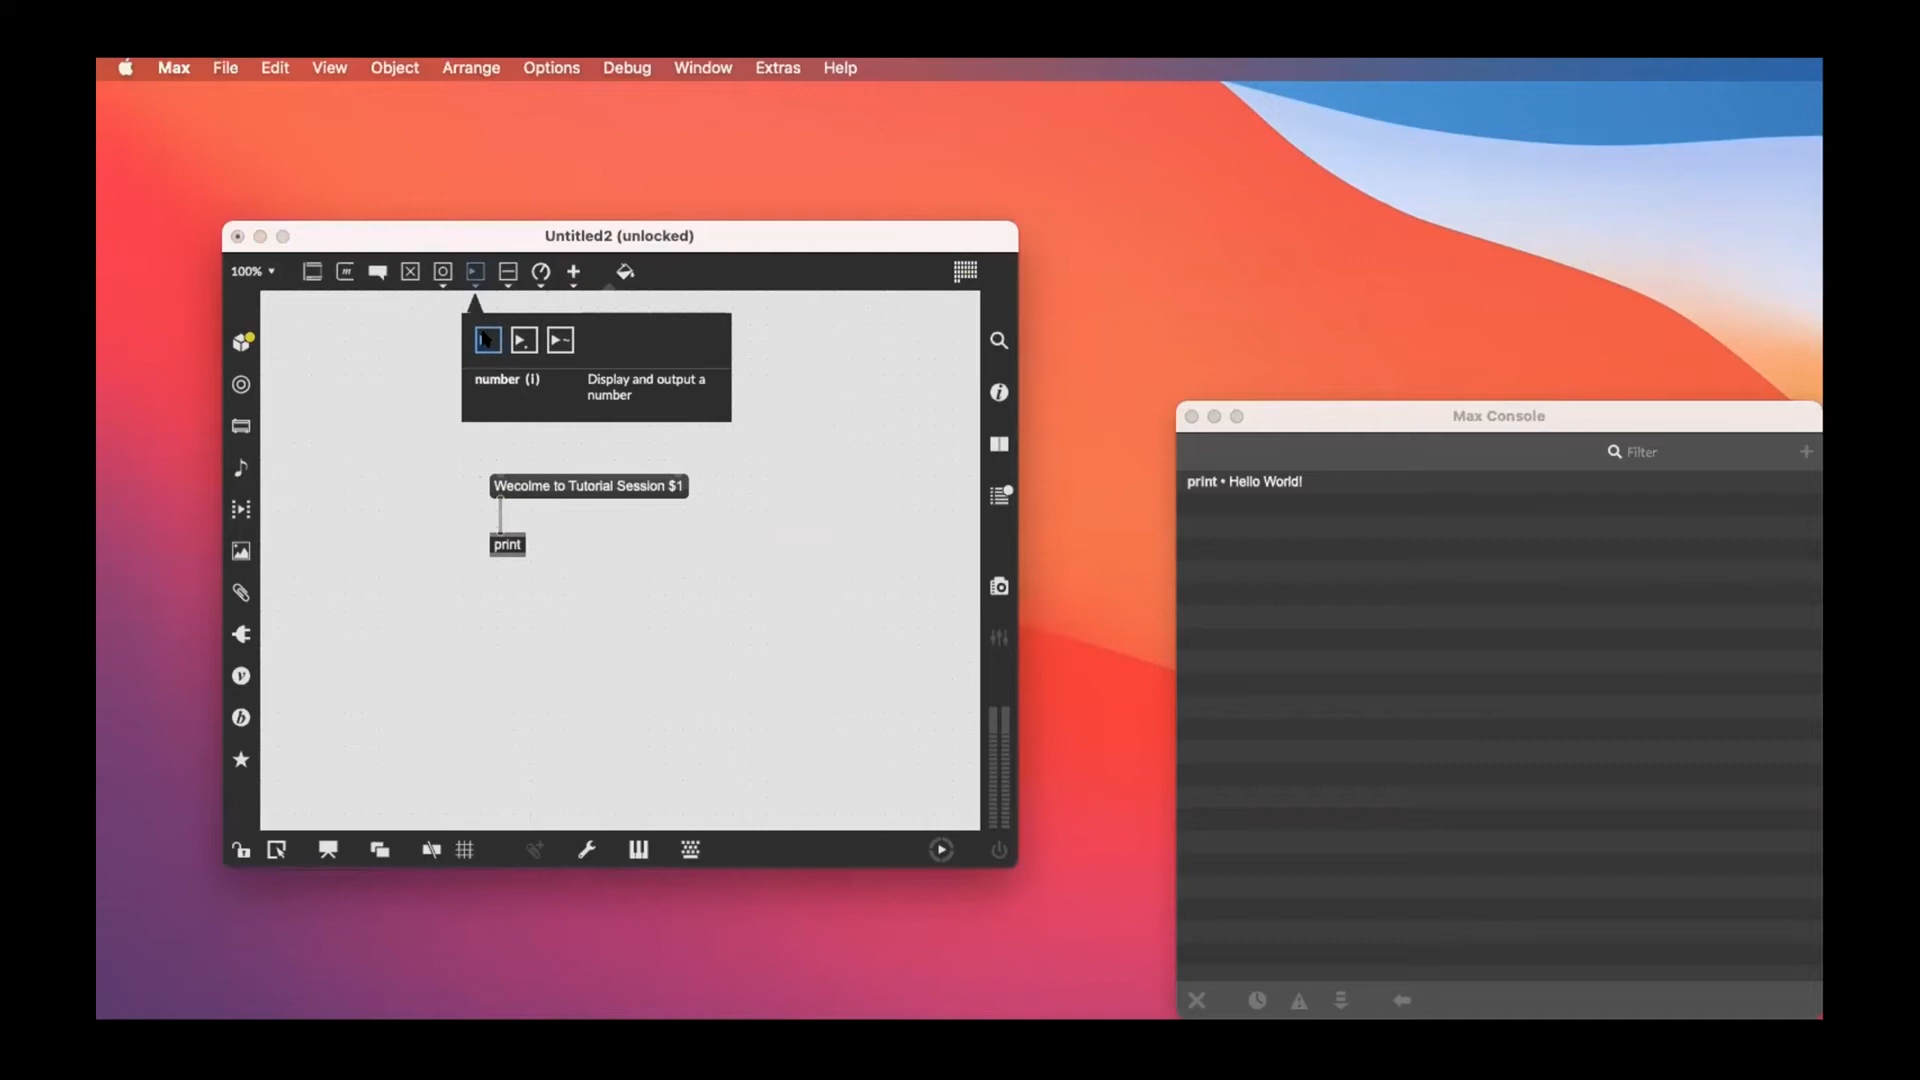 Max File Edit View Object Arrange Options Debug Window Extras Help
Untitled2 (unlocked)
100%
number (i) Display and output a
number
Wecolme to Tutorial Session $1
print
Max Console
Filter
print • Hello World!